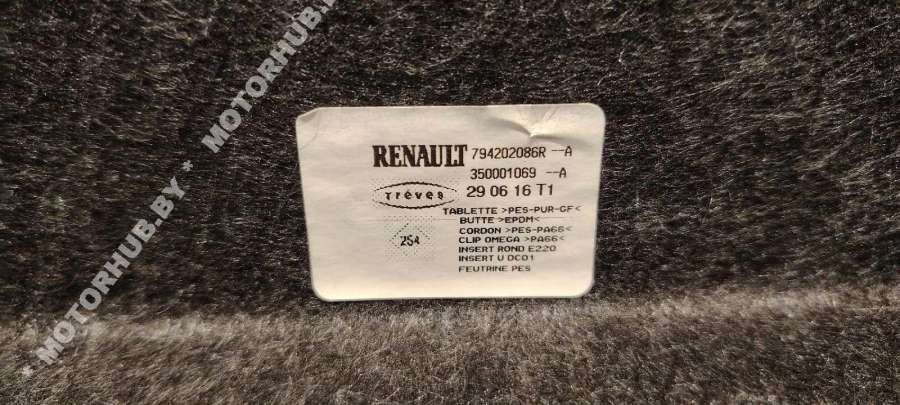 RENAULT 794202086R --A
350001069 --A
Trèves 29 06 16 T1
TABLETTE >PES-PUR-GF<
BUTTE >EPDM<
CORDON >PES-PA66<
254
CLIP OMEGA >PA66<
INSERT ROND E220
INSERT U DC01
FEUTRINE PES
* MOTORHUB.BY * MOTORHUB.BY